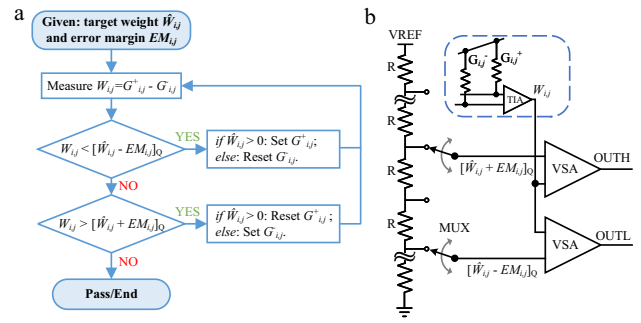 a
Given: target weight Ŵi,j
and error margin EMi,j
Measure Wi,j=G+i,j - G-i,j
Wi,j < [Ŵi,j - EMi,j]Q
YES
if Ŵi,j > 0: Set G+i,j;
else: Reset G-i,j.
NO
Wi,j > [Ŵi,j + EMi,j]Q
YES
if Ŵi,j > 0: Reset G+i,j ;
else: Set G-i,j.
NO
Pass/End
b
VREF
R
R
R
R
Gi,j-
Gi,j+
Wi,j
TIA
[Ŵi,j + EMi,j]Q
VSA
OUTH
MUX
[Ŵi,j - EMi,j]Q
VSA
OUTL